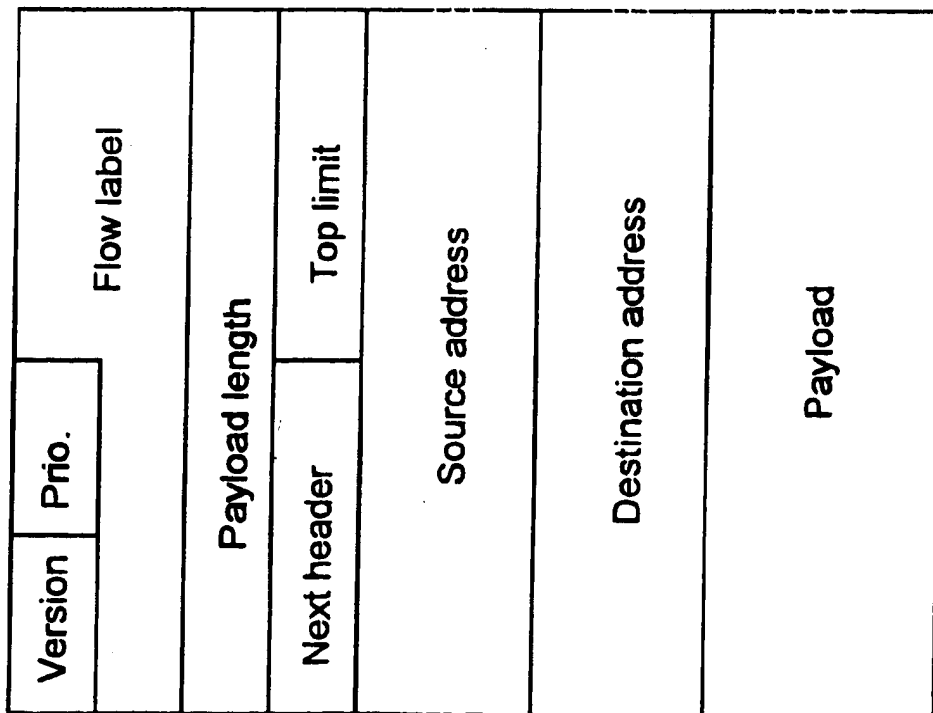 Version
Prio.
Flow label
Payload length
Next header
Top limit
Source address
Destination address
Payload